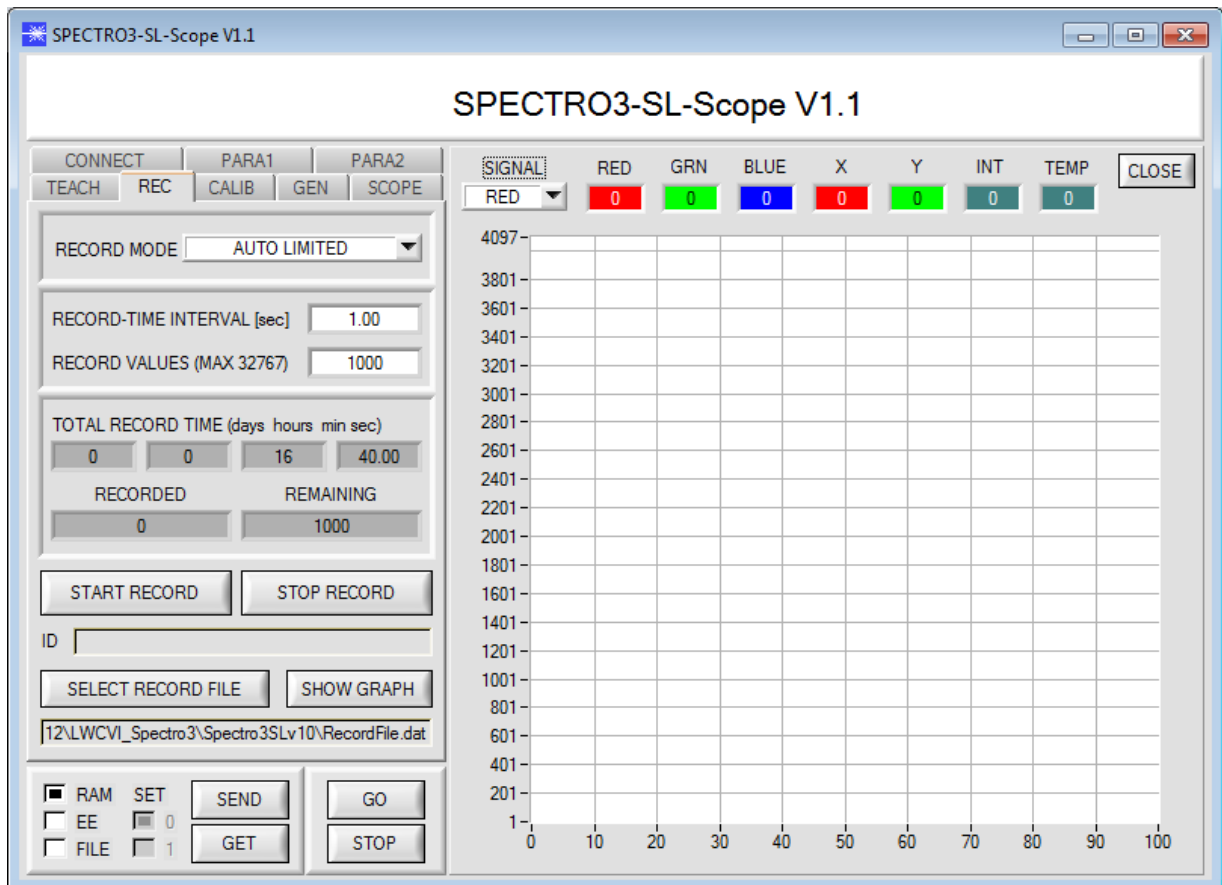 SPECTRO3-SL-Scope V1.1
SPECTRO3-SL-Scope V1.1
CONNECT PARA1 PARA2
TEACH REC CALIB GEN SCOPE
RECORD MODE AUTO LIMITED
RECORD-TIME INTERVAL [sec] 1.00
RECORD VALUES (MAX 32767) 1000
TOTAL RECORD TIME (days hours min sec)
0 0 16 40.00
RECORDED REMAINING
0 1000
START RECORD STOP RECORD
ID
SELECT RECORD FILE SHOW GRAPH
12\LWCVI_Spectro3\Spectro3SLv10\RecordFile.dat
RAM SET SEND GO
EE 0
FILE 1 GET STOP
SIGNAL RED GRN BLUE X Y INT TEMP CLOSE
RED 0 0 0 0 0 0 0
4097
3801
3601
3401
3201
3001
2801
2601
2401
2201
2001
1801
1601
1401
1201
1001
801
601
401
201
1
0 10 20 30 40 50 60 70 80 90 100